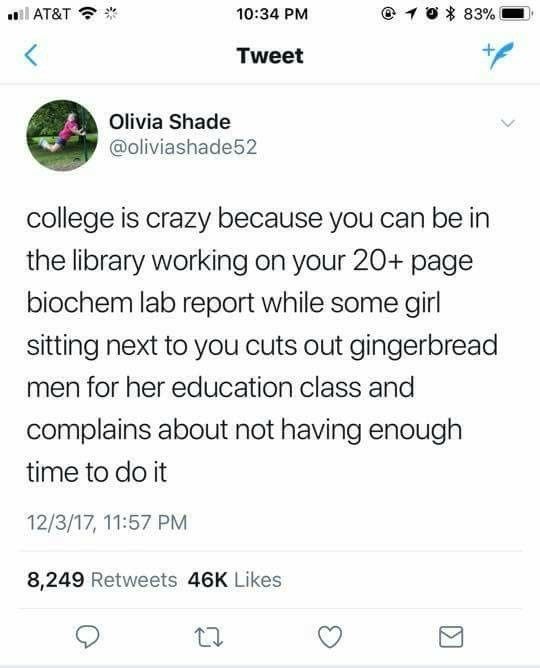 AT&T 10:34 PM 83%
Tweet
Olivia Shade
@oliviashade52
college is crazy because you can be in
the library working on your 20+ page
biochem lab report while some girl
sitting next to you cuts out gingerbread
men for her education class and
complains about not having enough
time to do it
12/3/17, 11:57 PM
8,249 Retweets 46K Likes